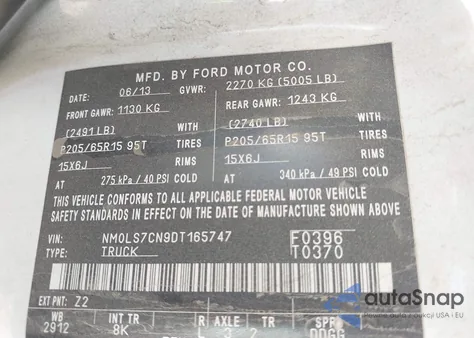 MFD. BY FORD MOTOR CO.
DATE: 06/13 GVWR: 2270 KG (5005 LB)
FRONT GAWR: 1130 KG REAR GAWR: 1243 KG
(2491 LB) WITH (2740 LB) WITH
P205/65R15 95T TIRES P205/65R15 95T TIRES
15X6J RIMS 15X6J RIMS
AT 275 kPa / 40 PSI COLD AT 340 kPa / 49 PSI COLD
THIS VEHICLE CONFORMS TO ALL APPLICABLE FEDERAL MOTOR VEHICLE
SAFETY STANDARDS IN EFFECT ON THE DATE OF MANUFACTURE SHOWN ABOVE.
VIN: NM0LS7CN9DT165747 F0396
TYPE: TRUCK T0370
EXT PNT: Z2
WB INT TR R AXLE TR SPR
2912 8K L 3 2 DDGG
autoSnap